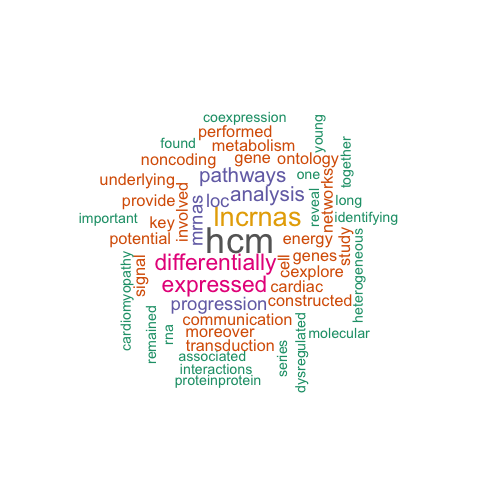 coexpression
performed
young
found
metabolism
together
noncoding
gene
ontology
underlying
pathways
one
networks
provide
involved
mrnas
loc
analysis
reveal
long
important
key
lncrnas
identifying
potential
hcm
energy
study
signal
differentially
cell
genes
heterogeneous
cardiomyopathy
expressed
cexplore
cardiac
progression
constructed
remained
rna
communication
moreover
series
dysregulated
molecular
transduction
associated
interactions
proteinprotein